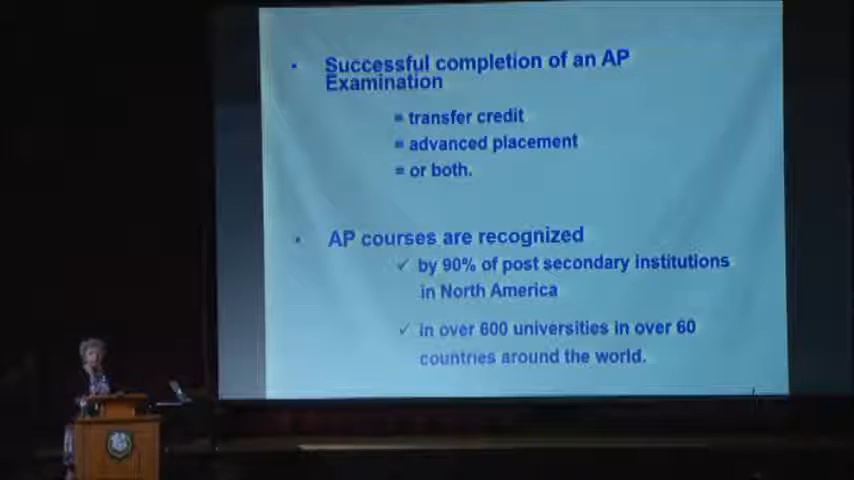 • Successful completion of an AP
Examination
= transfer credit
= advanced placement
= or both.
• AP courses are recognized
✓ by 90% of post secondary institutions
in North America
✓ in over 600 universities in over 60
countries around the world.